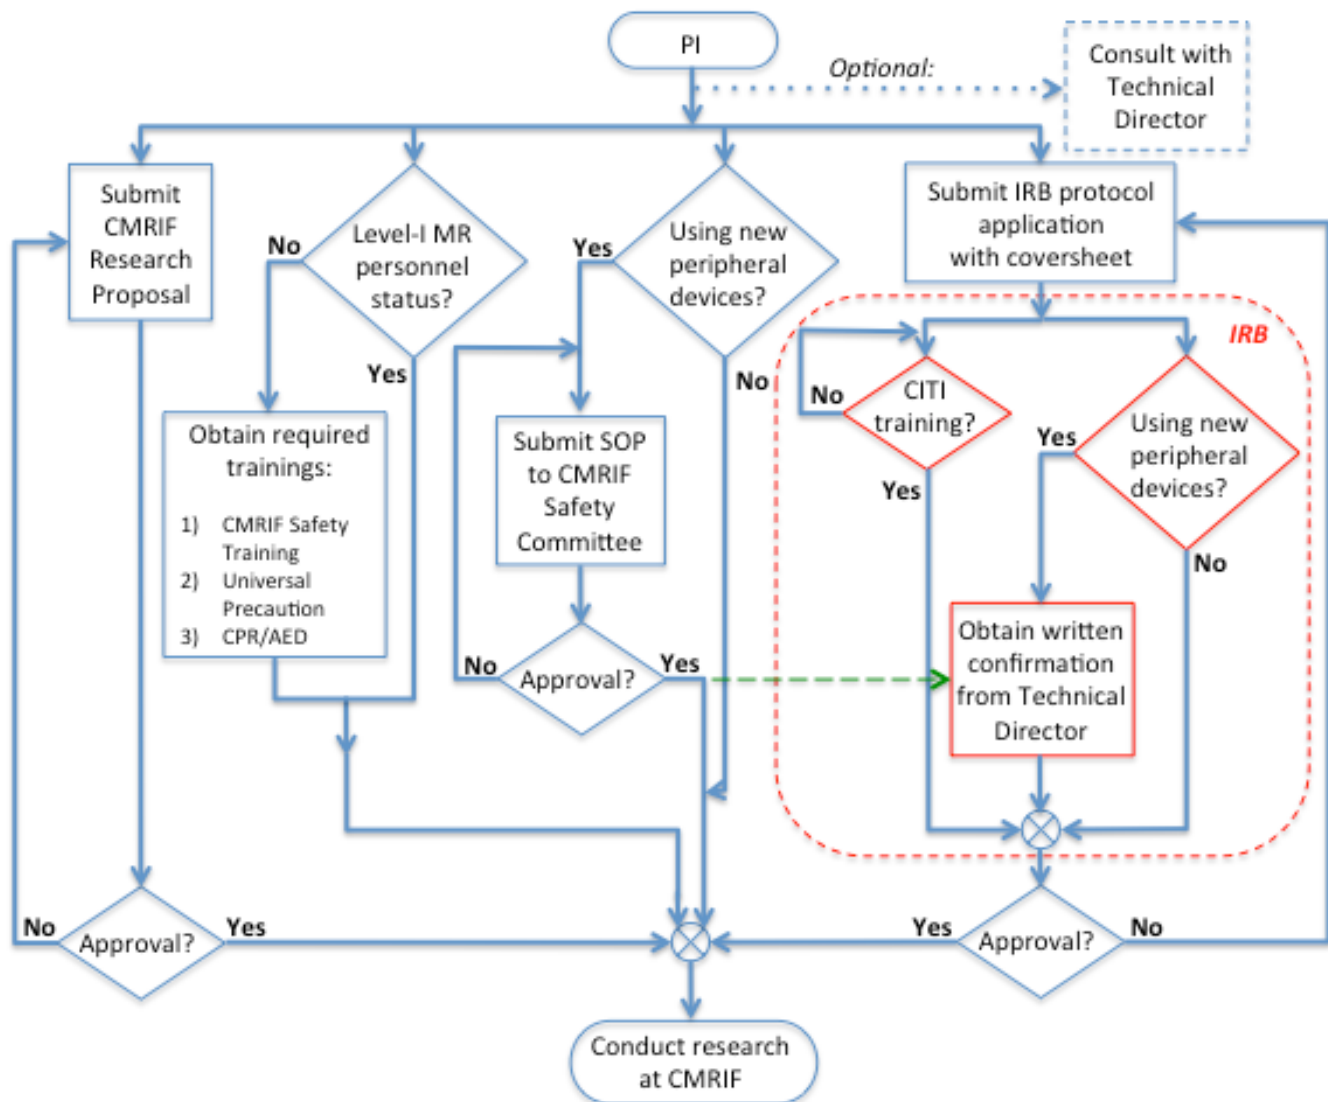 PI
Optional:
Consult with
Technical
Director
Submit
CMRIF
Research
Proposal
No
Level-I MR
personnel
status?
Yes
Yes
Using new
peripheral
devices?
No
Submit IRB protocol
application
with coversheet
IRB
No
CITI
training?
Yes
Yes
Using new
peripheral
devices?
No
Obtain required
trainings:
1) CMRIF Safety
Training
2) Universal
Precaution
3) CPR/AED
Submit SOP
to CMRIF
Safety
Committee
No
Approval?
Yes
Obtain written
confirmation
from Technical
Director
No
Approval?
Yes
Yes
Approval?
No
Conduct research
at CMRIF